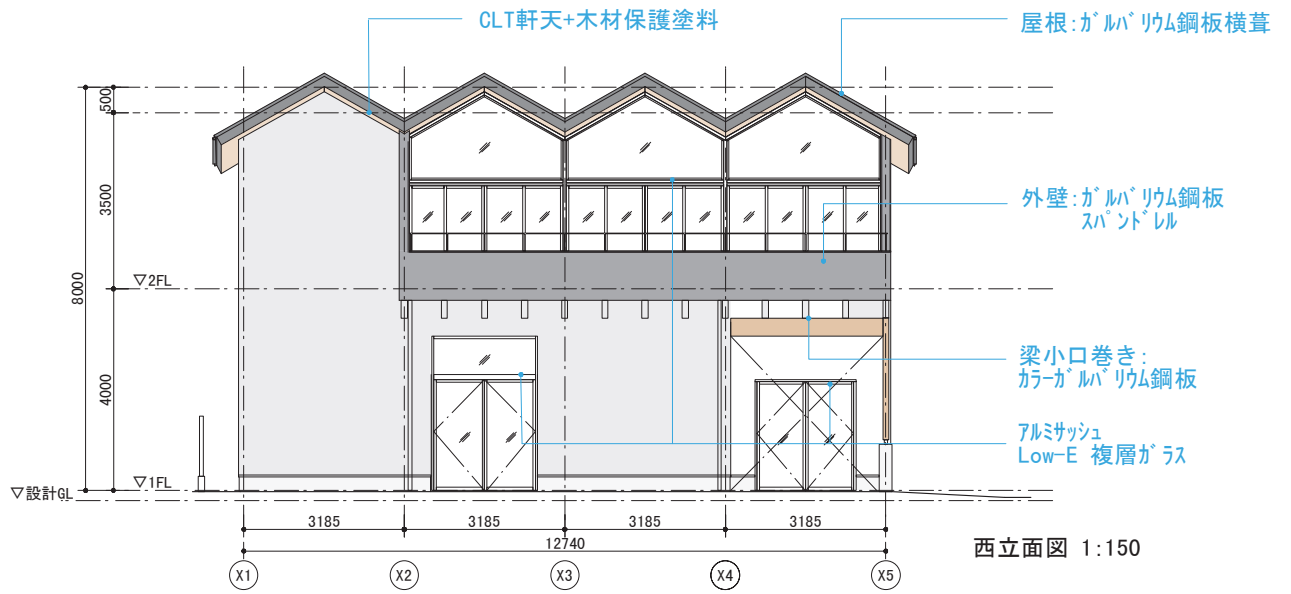 CLT軒天+木材保護塗料
屋根:ｶﾞﾙﾊﾞﾘｳﾑ鋼板横葺
500
3500
8000
4000
外壁:ｶﾞﾙﾊﾞﾘｳﾑ鋼板
ｽﾊﾟﾝﾄﾞﾚﾙ
▽2FL
梁小口巻き:
ｶﾗｰｶﾞﾙﾊﾞﾘｳﾑ鋼板
ｱﾙﾐｻｯｼｭ
Low-E 複層ｶﾞﾗｽ
▽1FL
▽設計GL
3185
3185
3185
3185
12740
西立面図 1:150
X1
X2
X3
X4
X5